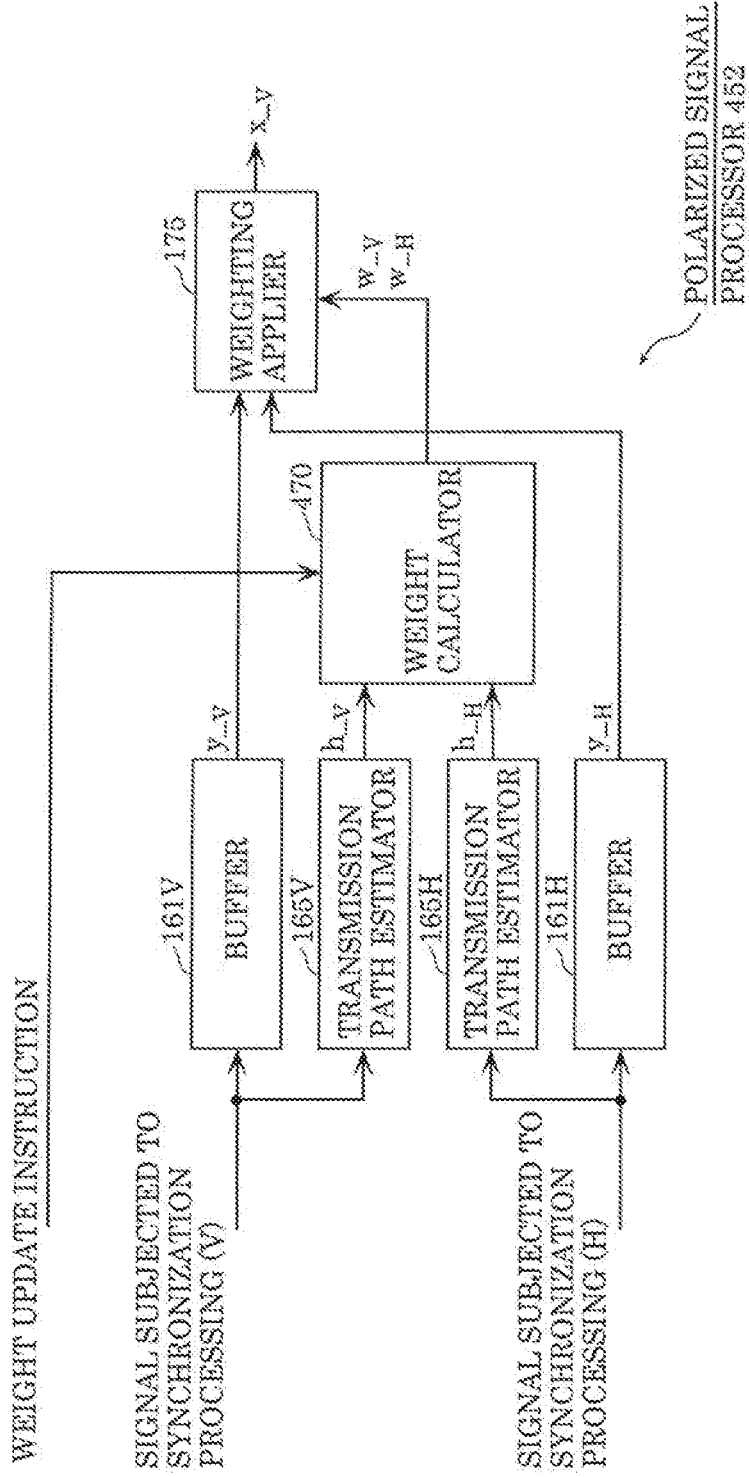 WEIGHT UPDATE INSTRUCTION
SIGNAL SUBJECTED TO
SYNCHRONIZATION
PROCESSING (V)
161V
BUFFER
y_V
165V
TRANSMISSION
PATH ESTIMATOR
h_V
175
WEIGHTING
APPLIER
x_V
470
WEIGHT
CALCULATOR
w_V
w_H
165H
TRANSMISSION
PATH ESTIMATOR
h_H
SIGNAL SUBJECTED TO
SYNCHRONIZATION
PROCESSING (H)
161H
BUFFER
y_H
POLARIZED SIGNAL
PROCESSOR 452